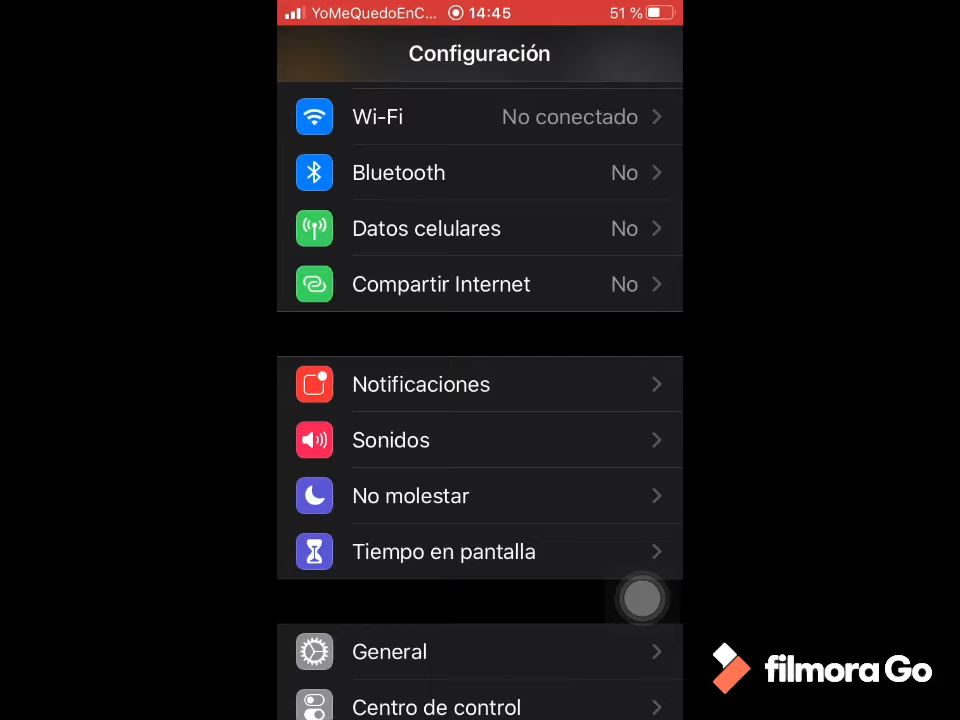 YoMeQuedoEnC... 14:45 51 %
Configuración
Wi-Fi No conectado
Bluetooth No
Datos celulares No
Compartir Internet No
Notificaciones
Sonidos
No molestar
Tiempo en pantalla
General
Centro de control
filmora Go